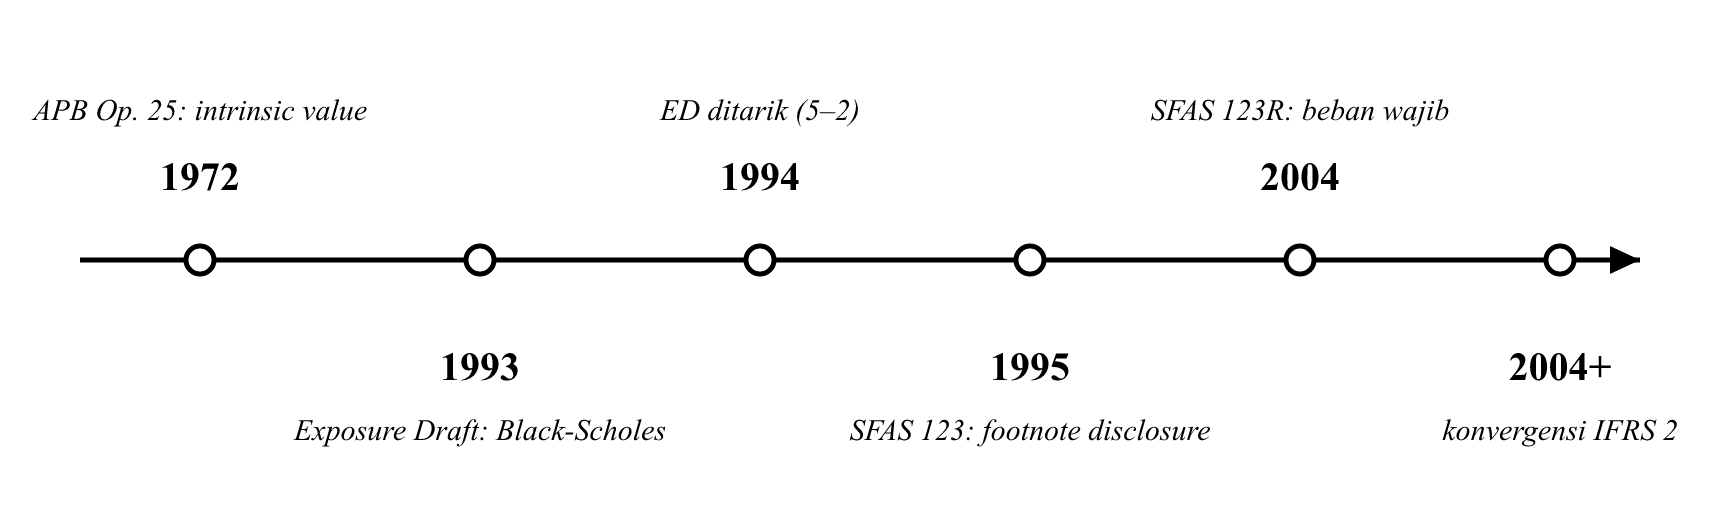 APB Op. 25: intrinsic value
1972
1993
Exposure Draft: Black-Scholes
ED ditarik (5–2)
1994
1995
SFAS 123: footnote disclosure
SFAS 123R: beban wajib
2004
2004+
konvergensi IFRS 2